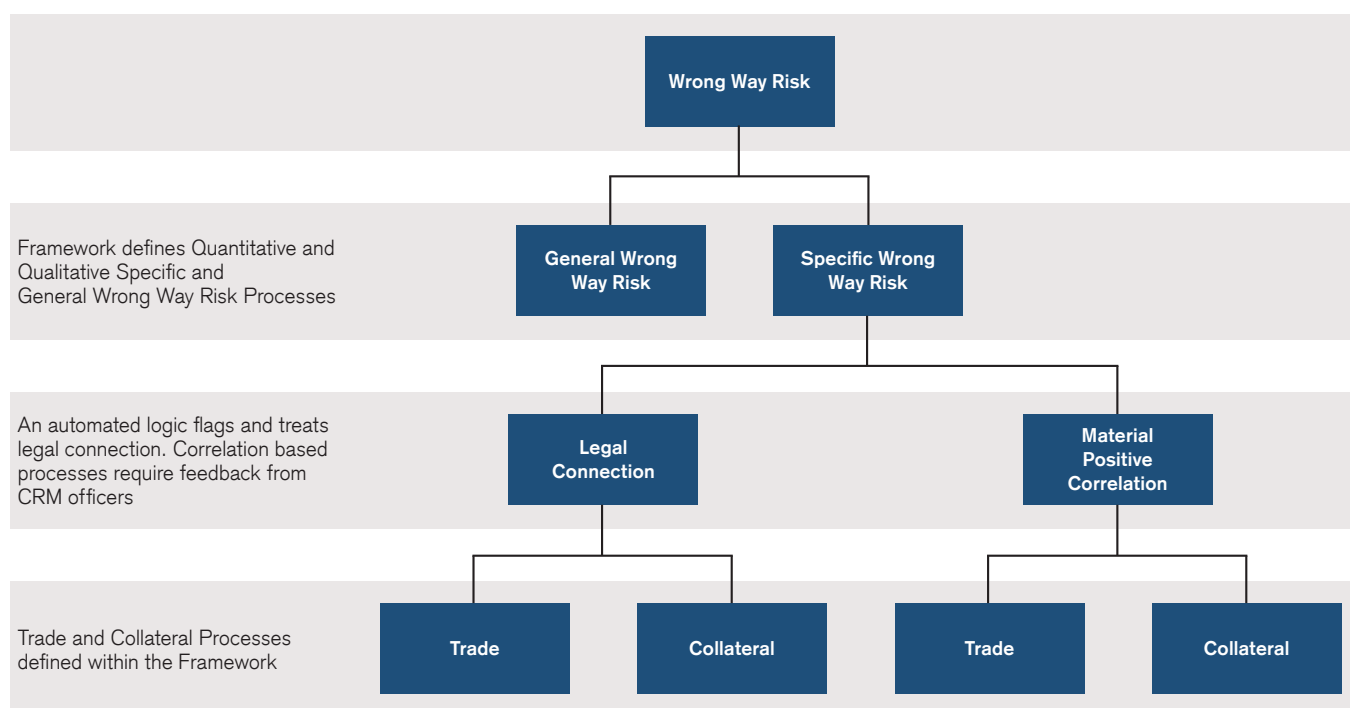 Wrong Way Risk
Framework defines Quantitative and
Qualitative Specific and
General Wrong Way Risk Processes
General Wrong
Way Risk
Specific Wrong
Way Risk
An automated logic flags and treats
legal connection. Correlation based
processes require feedback from
CRM officers
Legal
Connection
Material
Positive
Correlation
Trade and Collateral Processes
defined within the Framework
Trade
Collateral
Trade
Collateral